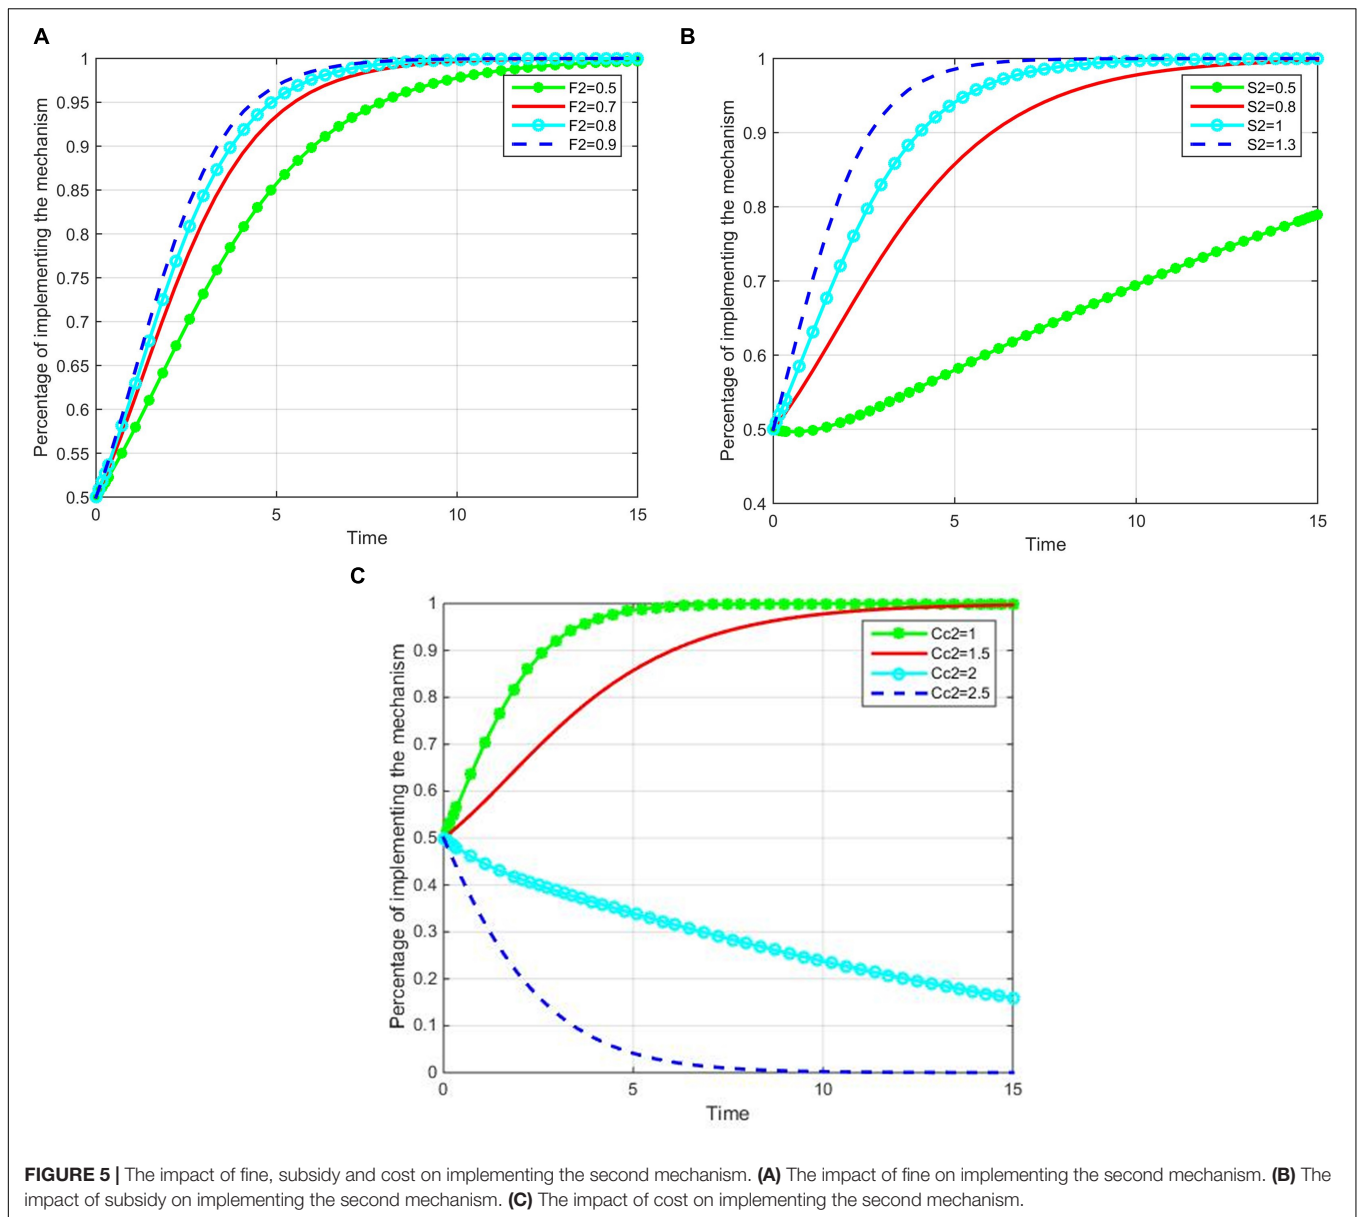 A
Percentage of implementing the mechanism
1
0.95
0.9
0.85
0.8
0.75
0.7
0.65
0.6
0.55
0.5
0
5
10
15
Time
F2=0.5
F2=0.7
F2=0.8
F2=0.9
B
Percentage of implementing the mechanism
1
0.9
0.8
0.7
0.6
0.5
0.4
0
5
10
15
Time
S2=0.5
S2=0.8
S2=1
S2=1.3
C
Percentage of implementing the mechanism
1
0.9
0.8
0.7
0.6
0.5
0.4
0.3
0.2
0.1
0
0
5
10
15
Time
Cc2=1
Cc2=1.5
Cc2=2
Cc2=2.5
FIGURE 5 | The impact of fine, subsidy and cost on implementing the second mechanism. (A) The impact of fine on implementing the second mechanism. (B) The
impact of subsidy on implementing the second mechanism. (C) The impact of cost on implementing the second mechanism.